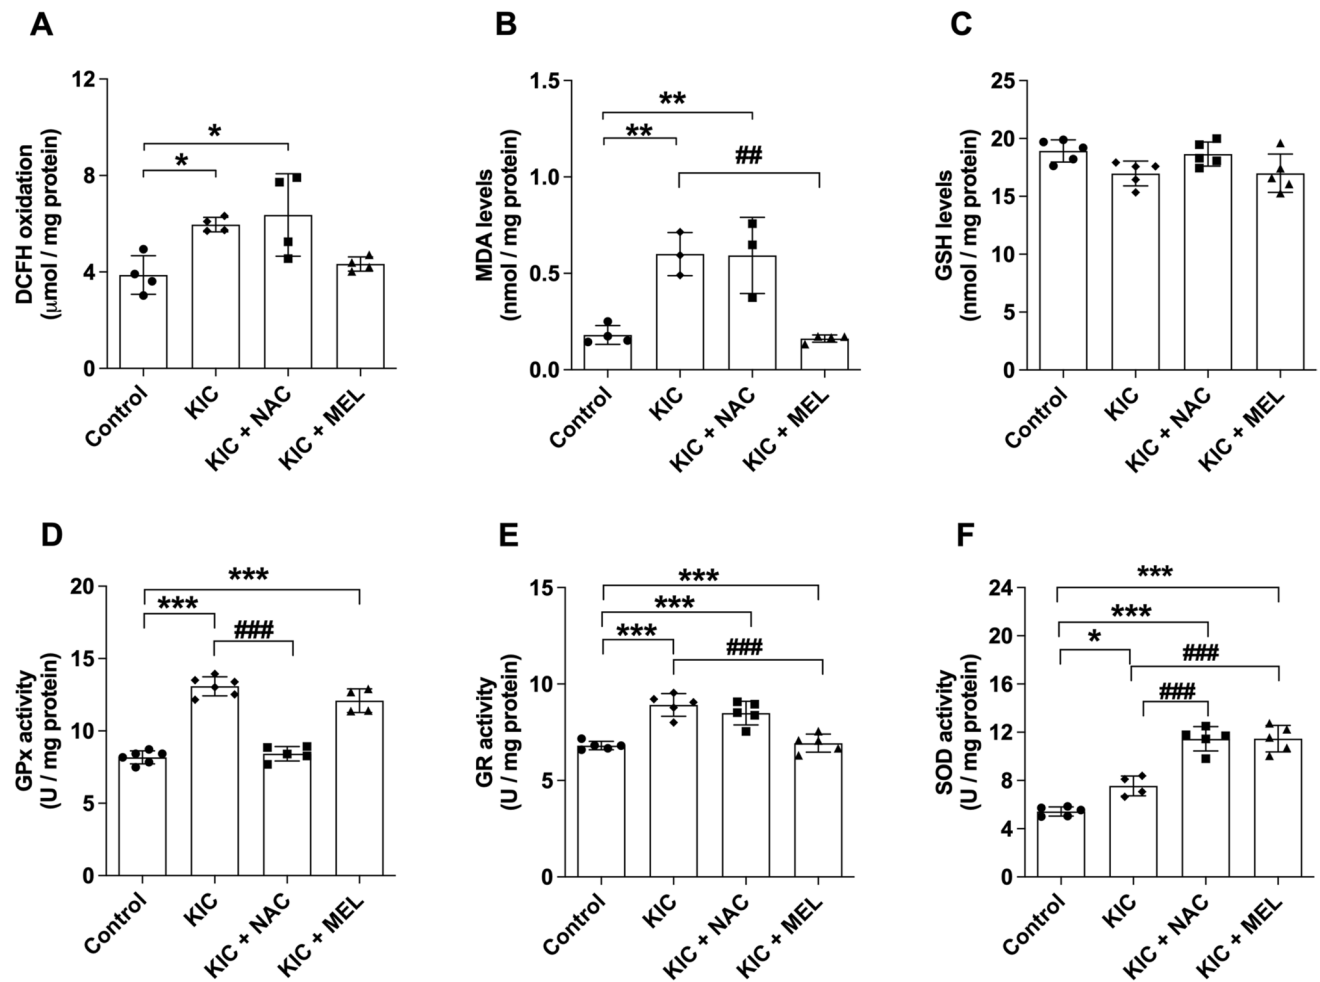 A
DCFH oxidation
(μmol / mg protein)
12
8
4
0
*
*
Control
KIC
KIC + NAC
KIC + MEL
B
MDA levels
(nmol / mg protein)
1.5
1.0
0.5
0.0
**
**
##
Control
KIC
KIC + NAC
KIC + MEL
C
GSH levels
(nmol / mg protein)
25
20
15
10
5
0
Control
KIC
KIC + NAC
KIC + MEL
D
GPx activity
(U / mg protein)
20
15
10
5
0
***
***
###
Control
KIC
KIC + NAC
KIC + MEL
E
GR activity
(U / mg protein)
15
10
5
0
***
***
***
###
Control
KIC
KIC + NAC
KIC + MEL
F
SOD activity
(U / mg protein)
24
20
16
12
8
4
0
***
***
*
###
###
Control
KIC
KIC + NAC
KIC + MEL